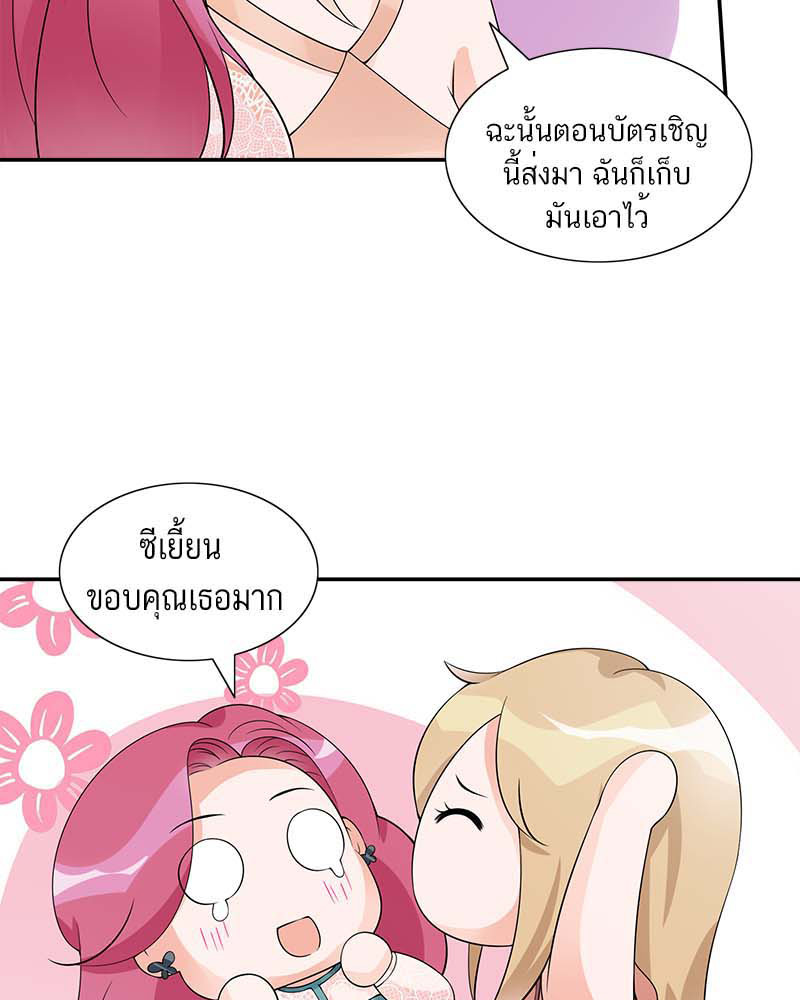 ฉะนั้นตอนบัตรเชิญ
นี้ส่งมา ฉันก็เก็บ
มันเอาไว้
ซีเยี้ยน
ขอบคุณเธอมาก